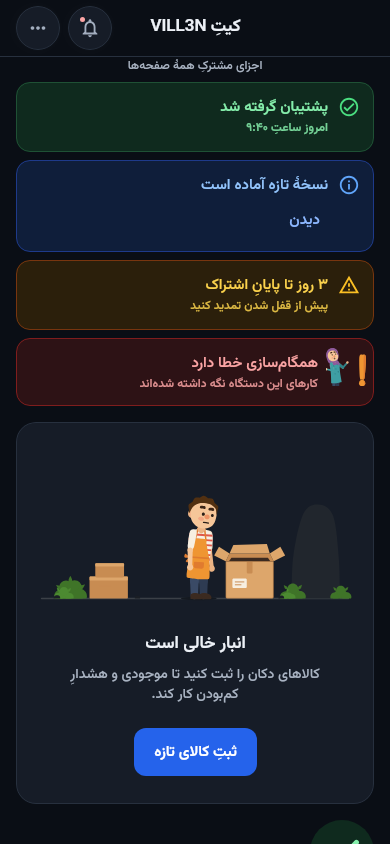 کیتِ VILL3N
اجزای مشترکِ همهٔ صفحه‌ها
پشتیبان گرفته شد
امروز ساعتِ ۹:۴۰
نسخهٔ تازه آماده است
دیدن
۳ روز تا پایانِ اشتراک
پیش از قفل شدن تمدید کنید
همگام‌سازی خطا دارد
کارهای این دستگاه نگه داشته شده‌اند
انبار خالی است
کالاهای دکان را ثبت کنید تا موجودی و هشدارِ
کم‌بودن کار کند.
ثبتِ کالای تازه